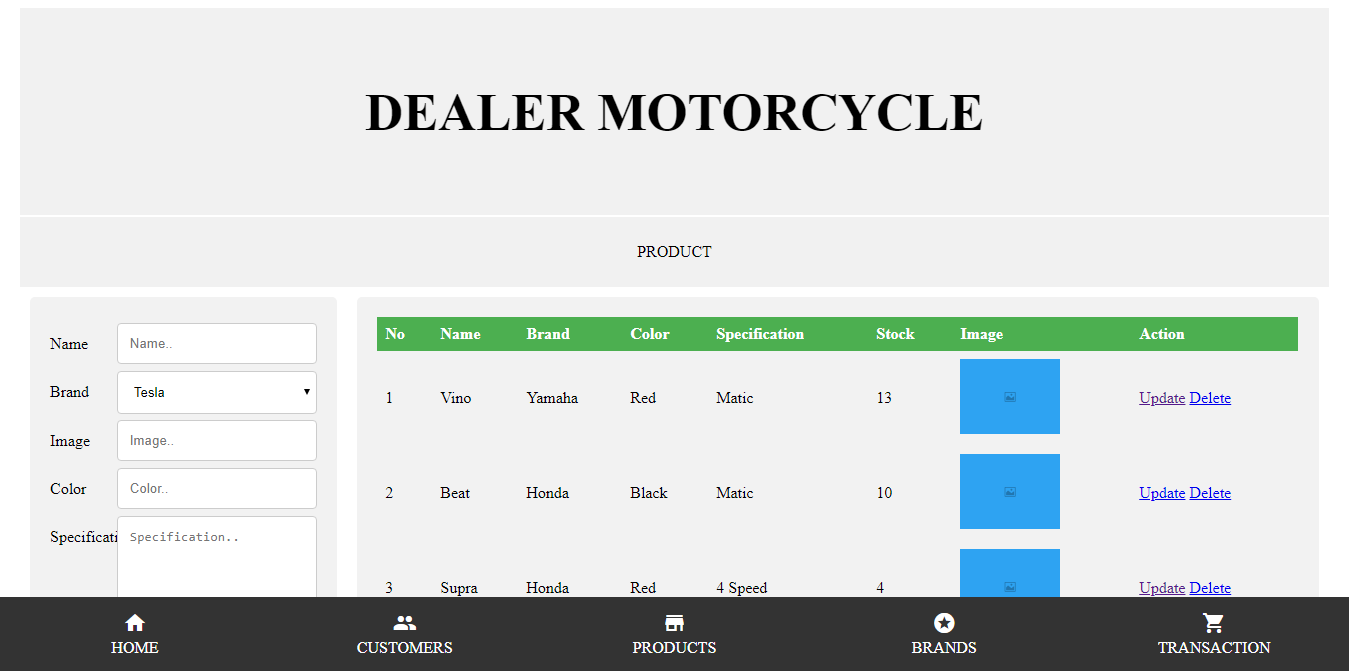 DEALER MOTORCYCLE
PRODUCT
Name Name..
Brand Tesla
Image Image..
Color Color..
Specificati Specification..
No Name Brand Color Specification Stock Image Action
1 Vino Yamaha Red Matic 13 Update Delete
2 Beat Honda Black Matic 10 Update Delete
3 Supra Honda Red 4 Speed 4 Update Delete
HOME CUSTOMERS PRODUCTS BRANDS TRANSACTION